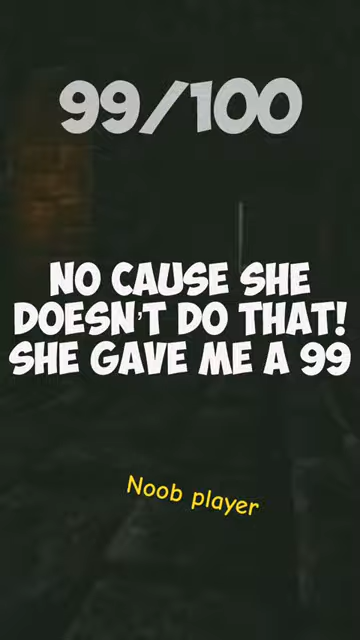 99/100
NO CAUSE SHE
DOESN'T DO THAT!
SHE GAVE ME A 99
Noob player